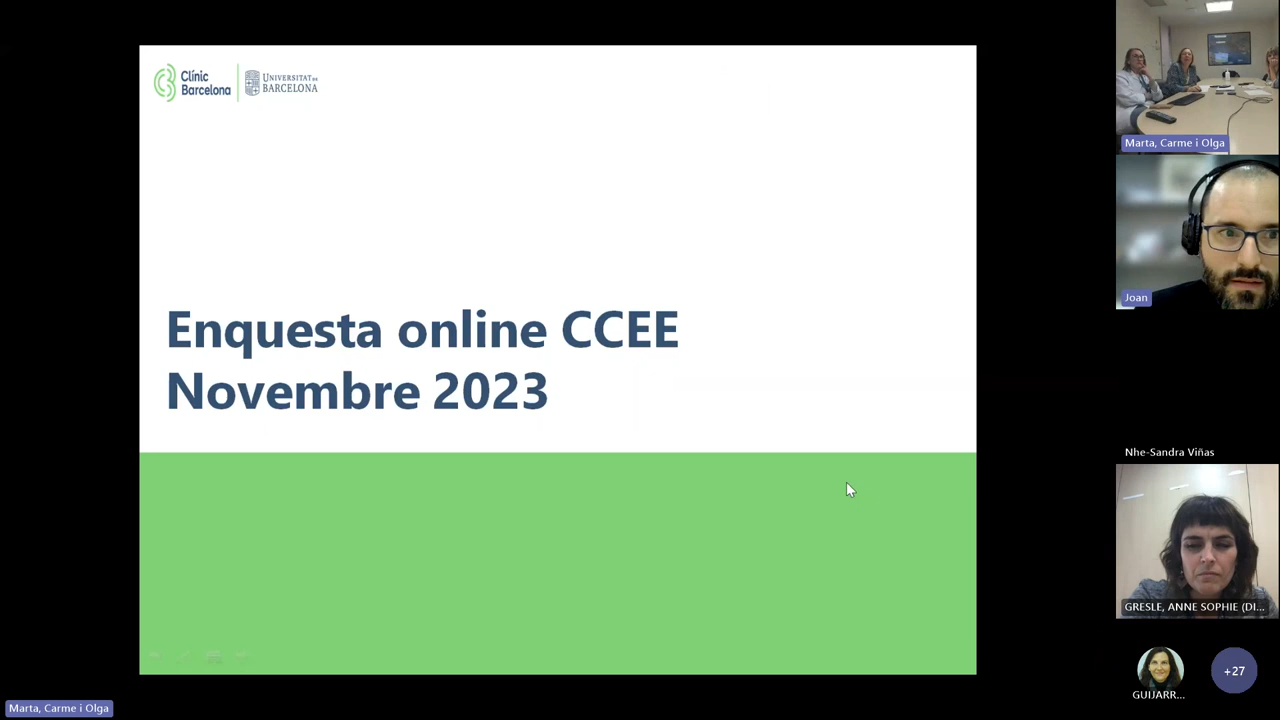 Clínic
Barcelona
UNIVERSITAT DE
BARCELONA
Enquesta online CCEE
Novembre 2023
Marta, Carme i Olga
Joan
Nhe-Sandra Viñas
GRESLE, ANNE SOPHIE (DI...
GUIJARR...
+27
Marta, Carme i Olga